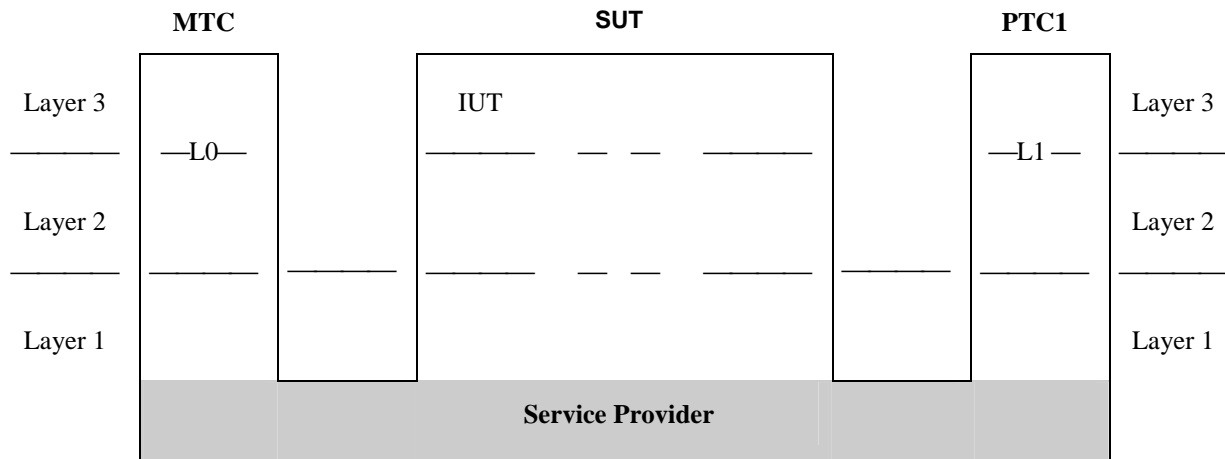 MTC SUT PTC1
Layer 3 IUT Layer 3
L0 L1
Layer 2 Layer 2
Layer 1 Layer 1
Service Provider